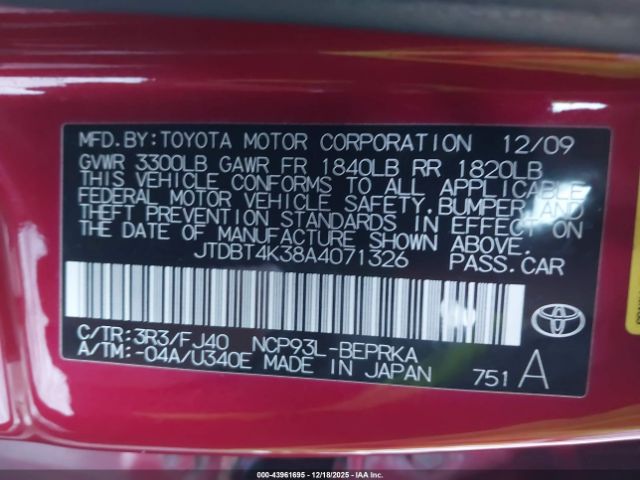 MFD.BY:TOYOTA MOTOR CORPORATION 12/09
GVWR 3300LB GAWR FR 1840LB RR 1820LB
THIS VEHICLE CONFORMS TO ALL APPLICABLE
FEDERAL MOTOR VEHICLE SAFETY,BUMPER,AND
THEFT PREVENTION STANDARDS IN EFFECT ON
THE DATE OF MANUFACTURE SHOWN ABOVE.
JTDBT4K38A4071326 PASS.CAR
C/TR: 3R3/FJ40 NCP93L-BEPRKA
A/TM: -04A/U340E MADE IN JAPAN 751 A
TOYOTA
000 - 43961695 - 12/18/2025 - IAAI.COM